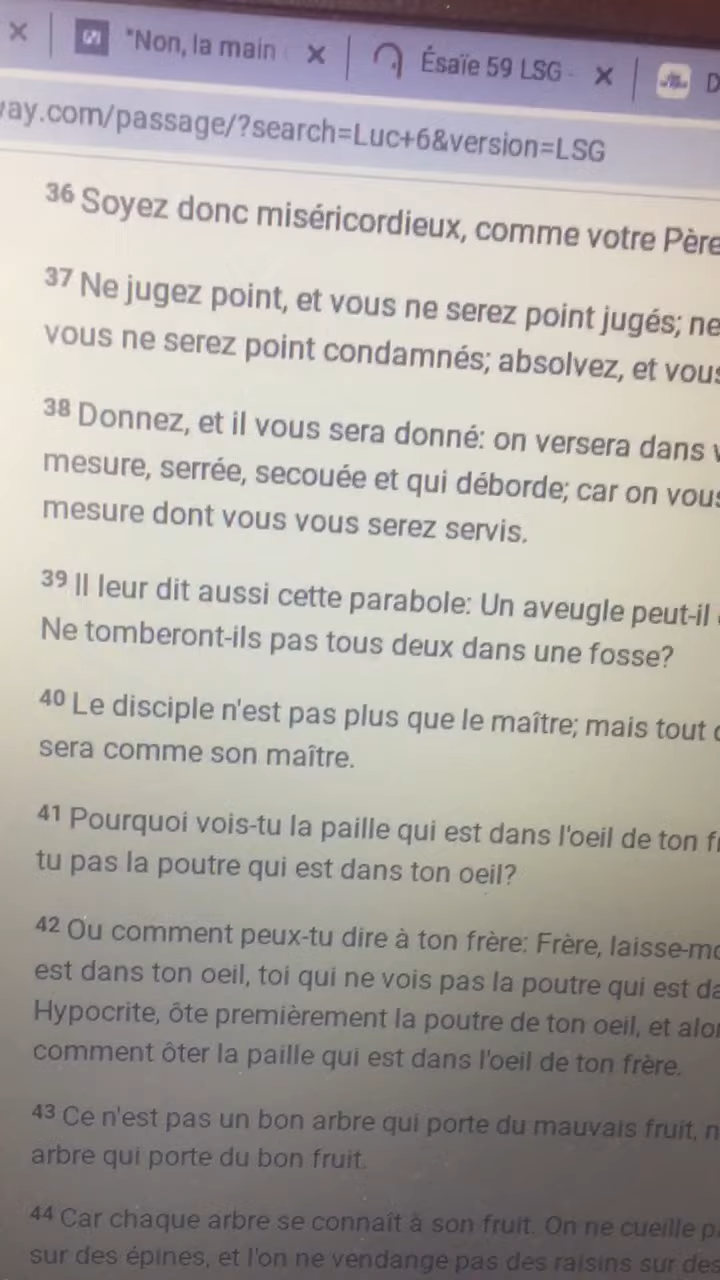 "Non, la main
Ésaïe 59 LSG
D
way.com/passage/?search=Luc+6&version=LSG
36 Soyez donc miséricordieux, comme votre Père
37 Ne jugez point, et vous ne serez point jugés; ne
vous ne serez point condamnés; absolvez, et vous
38 Donnez, et il vous sera donné: on versera dans
mesure, serrée, secouée et qui déborde; car on vous
mesure dont vous vous serez servis.
39 Il leur dit aussi cette parabole: Un aveugle peut-il
Ne tomberont-ils pas tous deux dans une fosse?
40 Le disciple n'est pas plus que le maître; mais tout
sera comme son maître.
41 Pourquoi vois-tu la paille qui est dans l'oeil de ton
tu pas la poutre qui est dans ton oeil?
42 Ou comment peux-tu dire à ton frère: Frère, laisse-mo
est dans ton oeil, toi qui ne vois pas la poutre qui est da
Hypocrite, ôte premièrement la poutre de ton oeil, et alor
comment ôter la paille qui est dans l'oeil de ton frère.
43 Ce n'est pas un bon arbre qui porte du mauvais fruit, n
arbre qui porte du bon fruit.
44 Car chaque arbre se connaît à son fruit. On ne cueille pa
sur des épines, et l'on ne vendange pas des raisins sur des